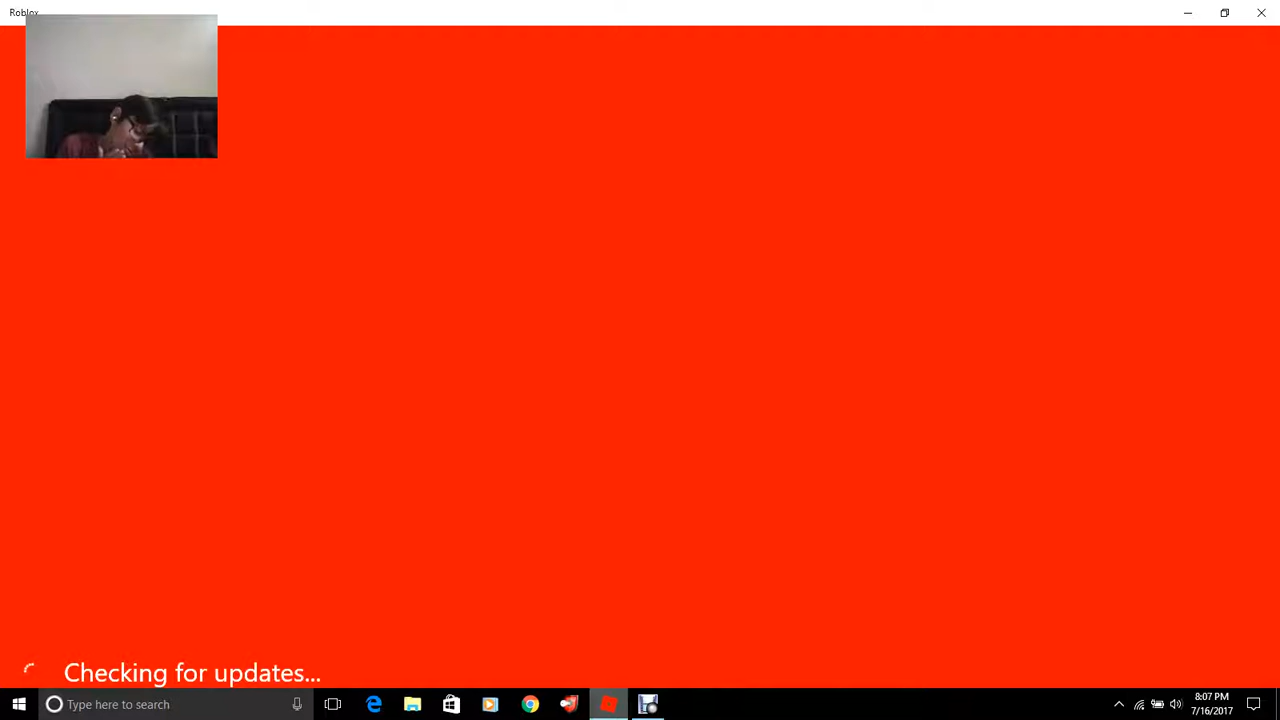 Roblox
Checking for updates...
Type here to search
8:07 PM
7/16/2017